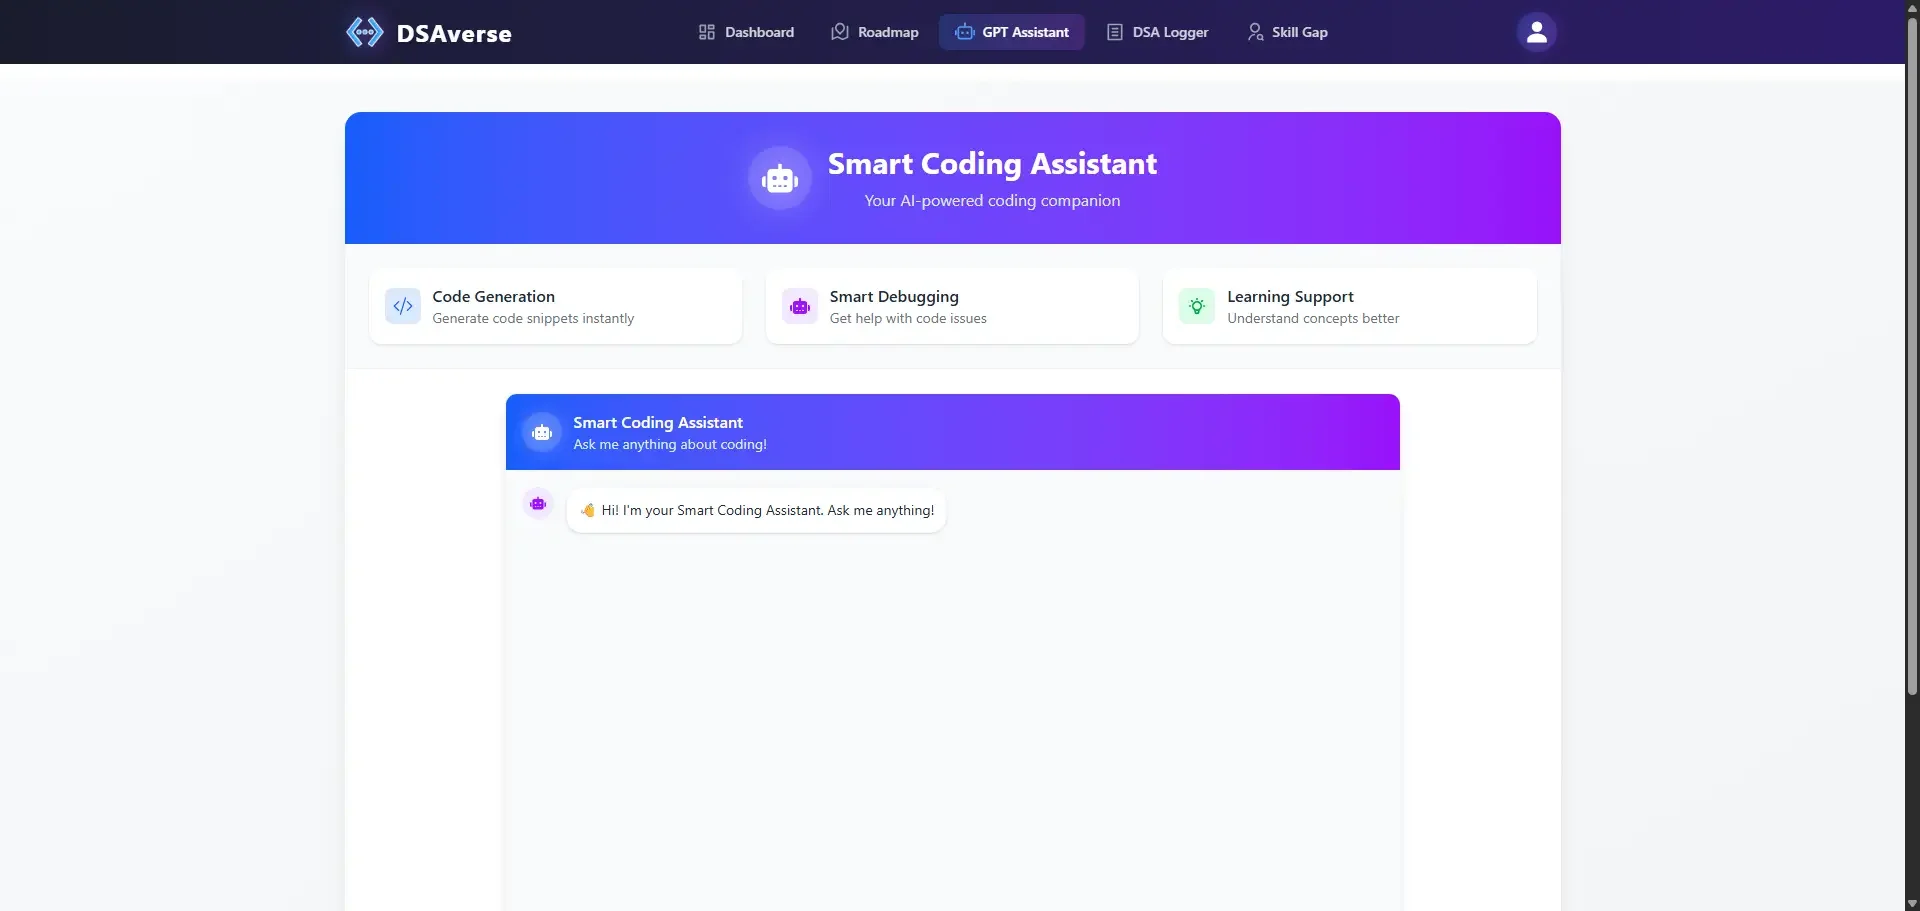 DSAverse
Dashboard
Roadmap
GPT Assistant
DSA Logger
Skill Gap
Smart Coding Assistant
Your AI-powered coding companion
Code Generation
Generate code snippets instantly
Smart Debugging
Get help with code issues
Learning Support
Understand concepts better
Smart Coding Assistant
Ask me anything about coding!
👋 Hi! I'm your Smart Coding Assistant. Ask me anything!